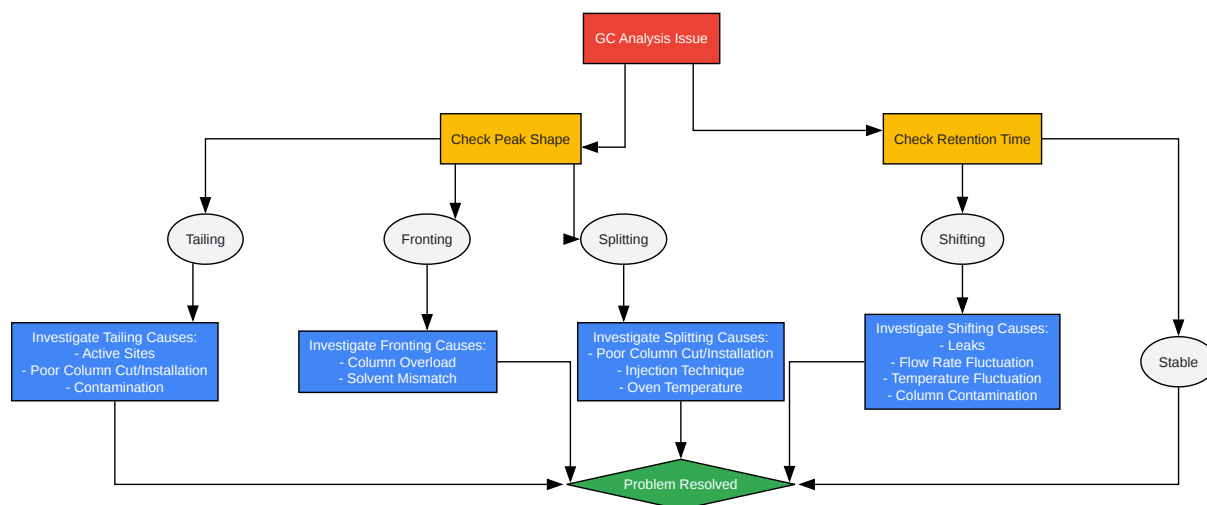 GC Analysis Issue
Check Peak Shape
Check Retention Time
Tailing
Fronting
Splitting
Shifting
Investigate Tailing Causes:
- Active Sites
- Poor Column Cut/Installation
- Contamination
Investigate Fronting Causes:
- Column Overload
- Solvent Mismatch
Investigate Splitting Causes:
- Poor Column Cut/Installation
- Injection Technique
- Oven Temperature
Investigate Shifting Causes:
- Leaks
- Flow Rate Fluctuation
- Temperature Fluctuation
- Column Contamination
Stable
Problem Resolved